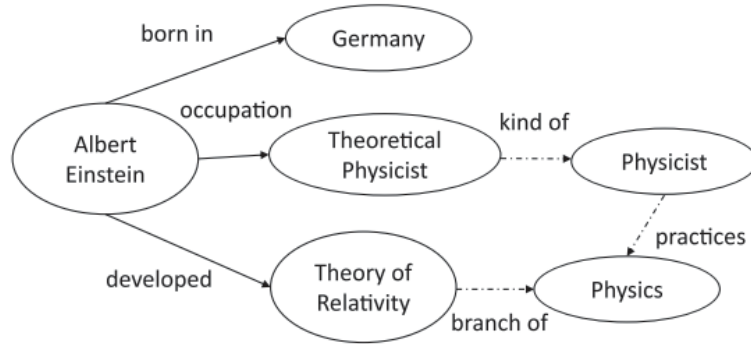 born in
Germany
occupation
kind of
Albert
Einstein
Theoretical
Physicist
Physicist
practices
developed
Theory of
Relativity
branch of
Physics